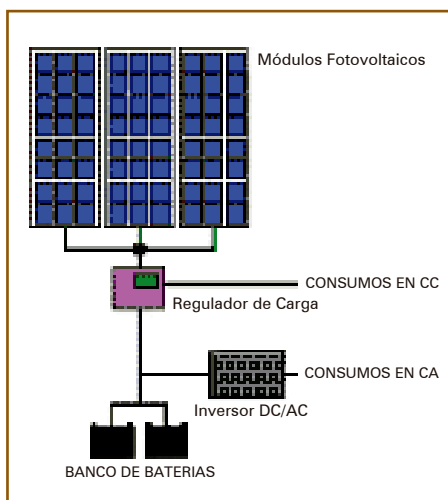 Módulos Fotovoltaicos
CONSUMOS EN CC
Regulador de Carga
CONSUMOS EN CA
Inversor DC/AC
BANCO DE BATERIAS